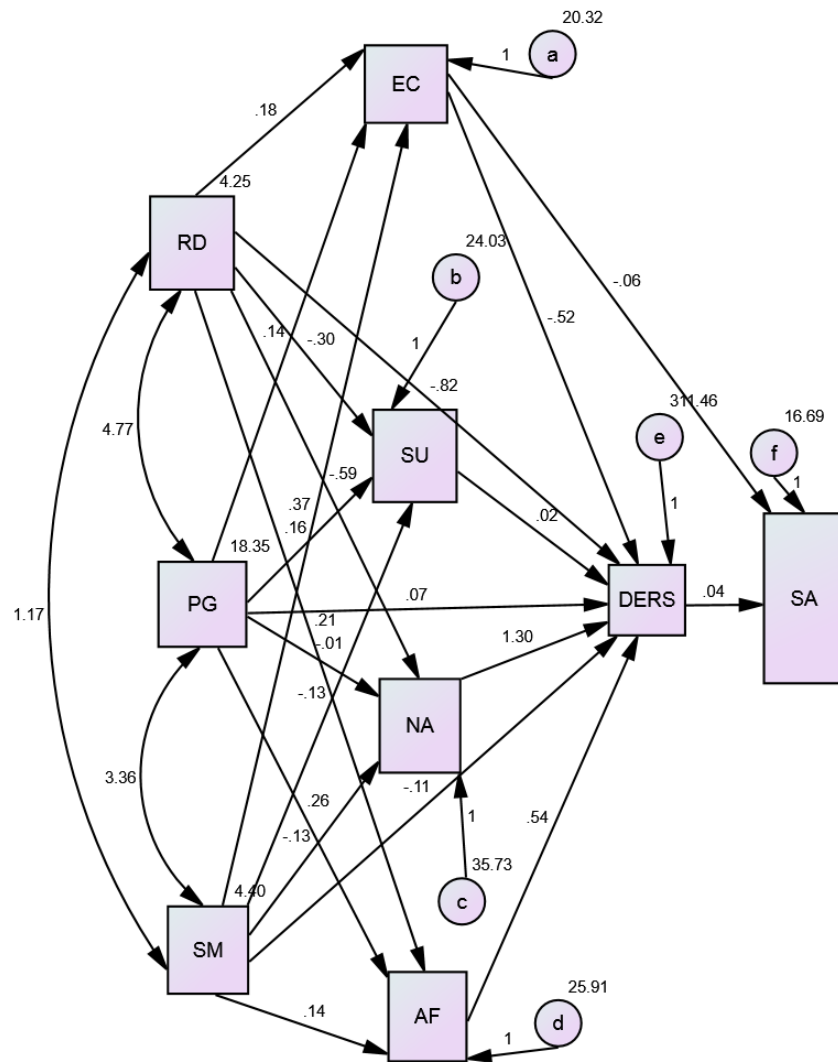 20.32
a
1
EC
.18
4.25
RD
24.03
b
-.06
.14
-.30
1
-.52
-.82
311.46
16.69
4.77
e
f
SU
-.59
1
.37
.16
1
.02
18.35
PG
.07
DERS
.04
SA
1.17
.21
-.01
1.30
-.13
NA
3.36
-.11
.26
.54
-.13
1
35.73
4.40
c
SM
25.91
.14
AF
1
d